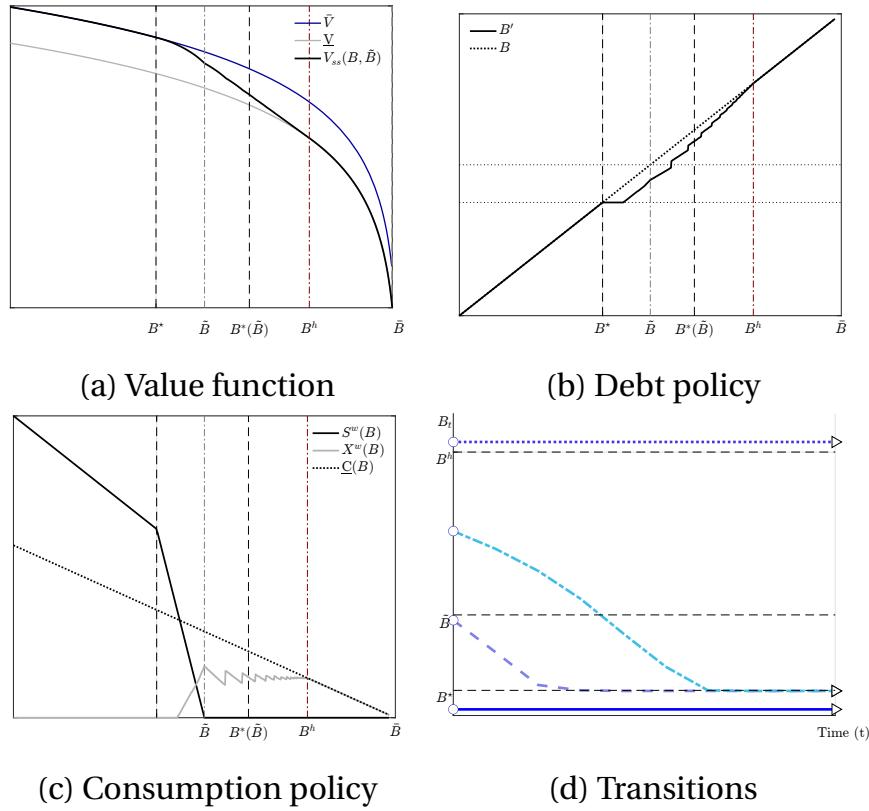 V̄
V̲
V_ss(B, B̃)
B⋆
B̃
B*(B̃)
B^h
B̄
(a) Value function
B′
B
B⋆
B̃
B*(B̃)
B^h
B̄
(b) Debt policy
S^w(B)
X^w(B)
C̲(B)
B̃
B*(B̃)
B^h
B̄
(c) Consumption policy
B_t
B^h
B̃
B⋆
Time (t)
(d) Transitions